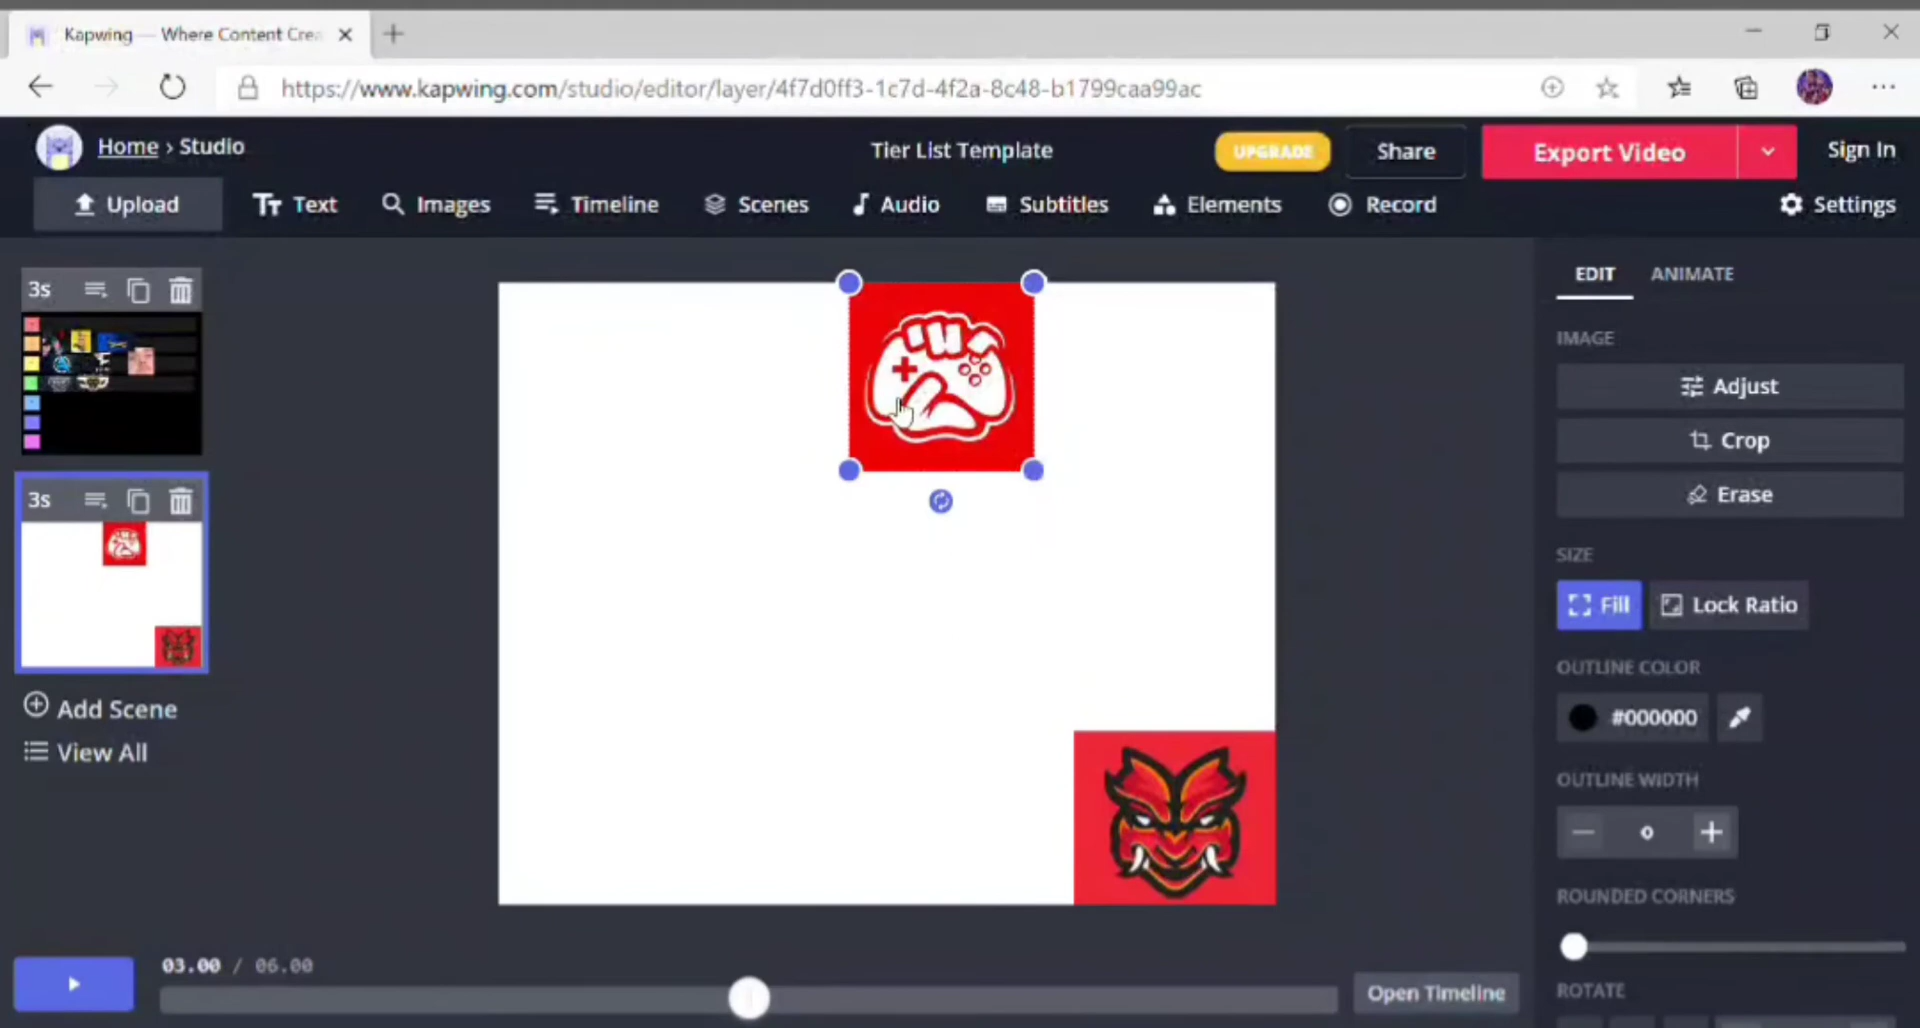 Kapwing — Where Content Crea
https://www.kapwing.com/studio/editor/layer/4f7d0ff3-1c7d-4f2a-8c48-b1799caa99ac
Home › Studio
Tier List Template
UPGRADE
Share
Export Video
Sign In
Upload
Text
Images
Timeline
Scenes
Audio
Subtitles
Elements
Record
Settings
3s
3s
Add Scene
View All
EDIT
ANIMATE
IMAGE
Adjust
Crop
Erase
SIZE
Fill
Lock Ratio
OUTLINE COLOR
#000000
OUTLINE WIDTH
0
ROUNDED CORNERS
ROTATE
03.00 / 06.00
Open Timeline